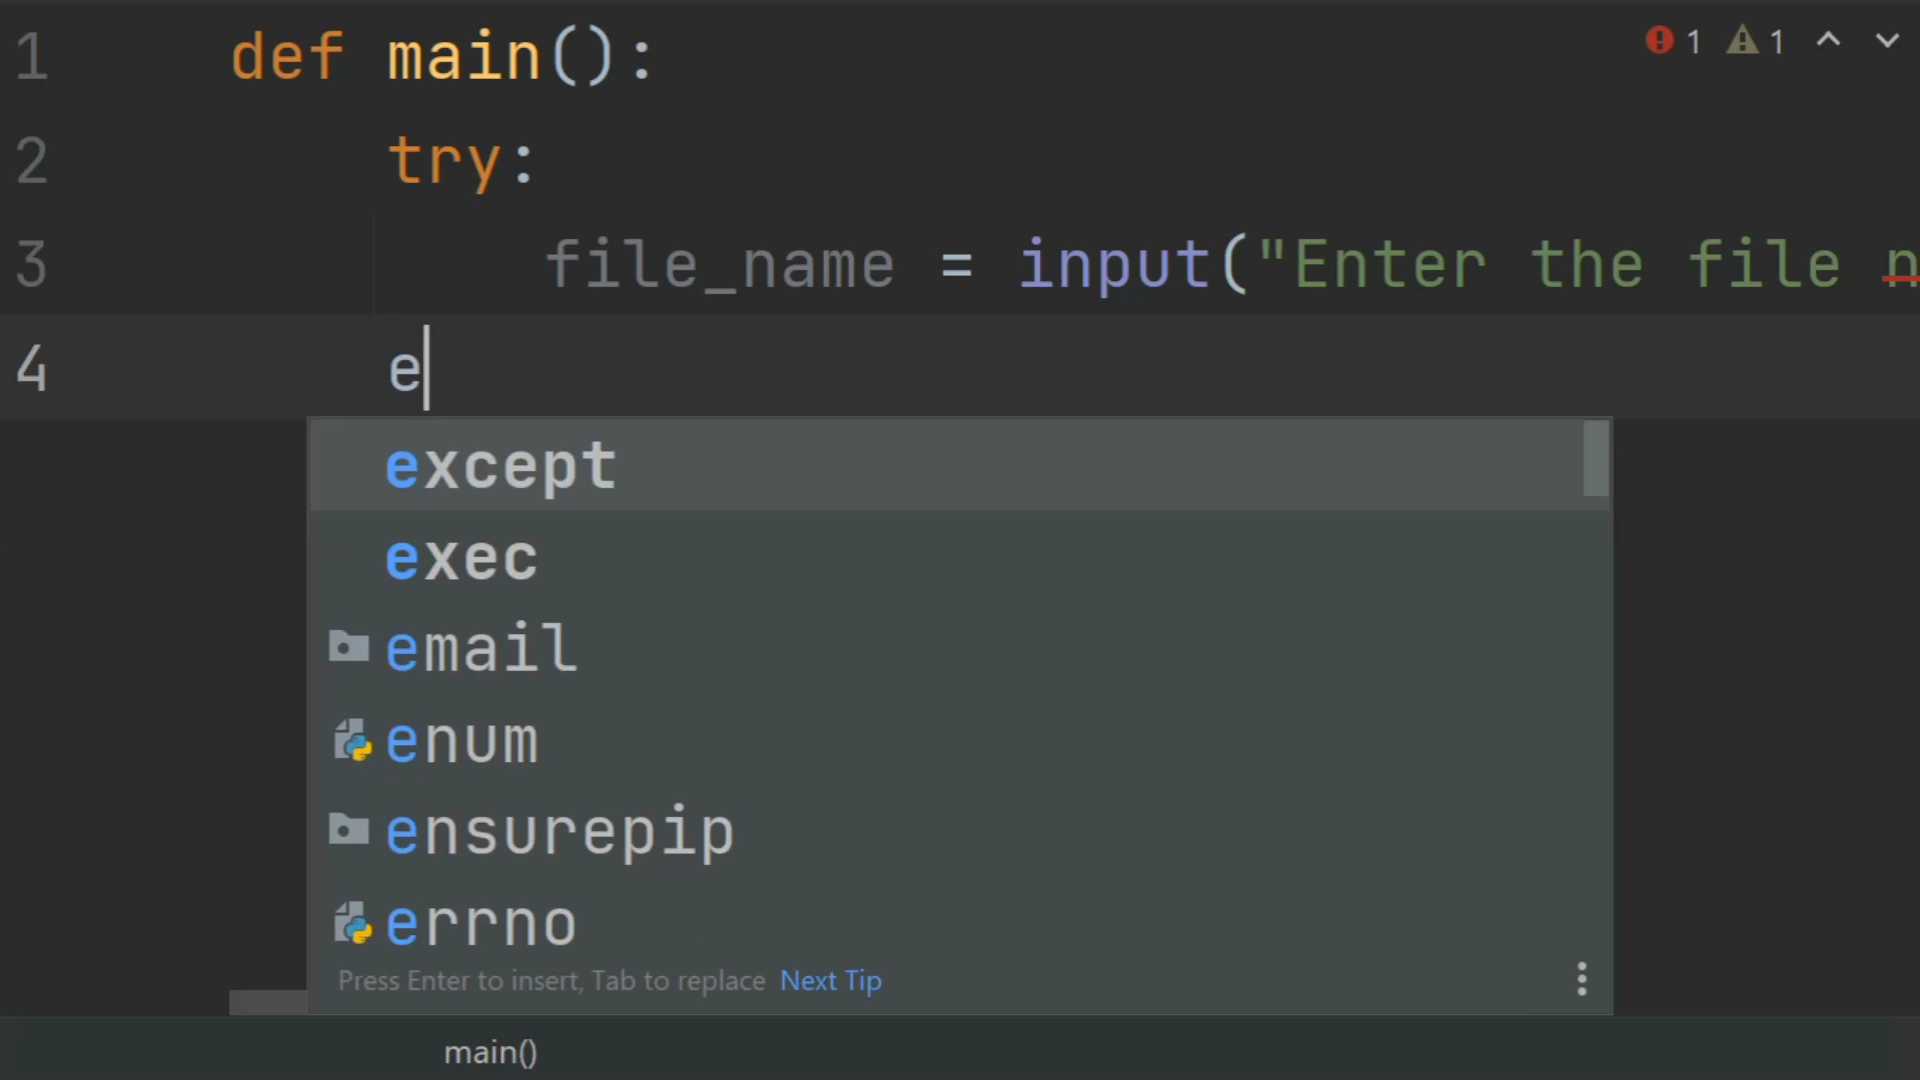 1 def main():
1 1
2 try:
3 file_name = input("Enter the file n
4 e
except
exec
email
enum
ensurepip
errno
Press Enter to insert, Tab to replace Next Tip
main()